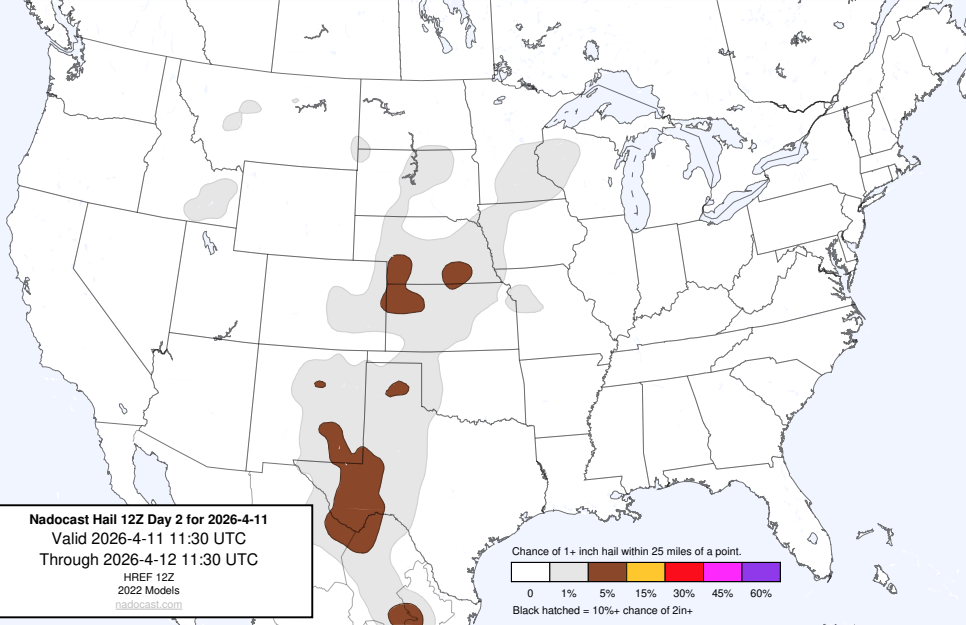 Nadocast Hail 12Z Day 2 for 2026-4-11
Valid 2026-4-11 11:30 UTC
Through 2026-4-12 11:30 UTC
HREF 12Z
2022 Models
nadocast.com
Chance of 1+ inch hail within 25 miles of a point.
0 1% 5% 15% 30% 45% 60%
Black hatched = 10%+ chance of 2in+